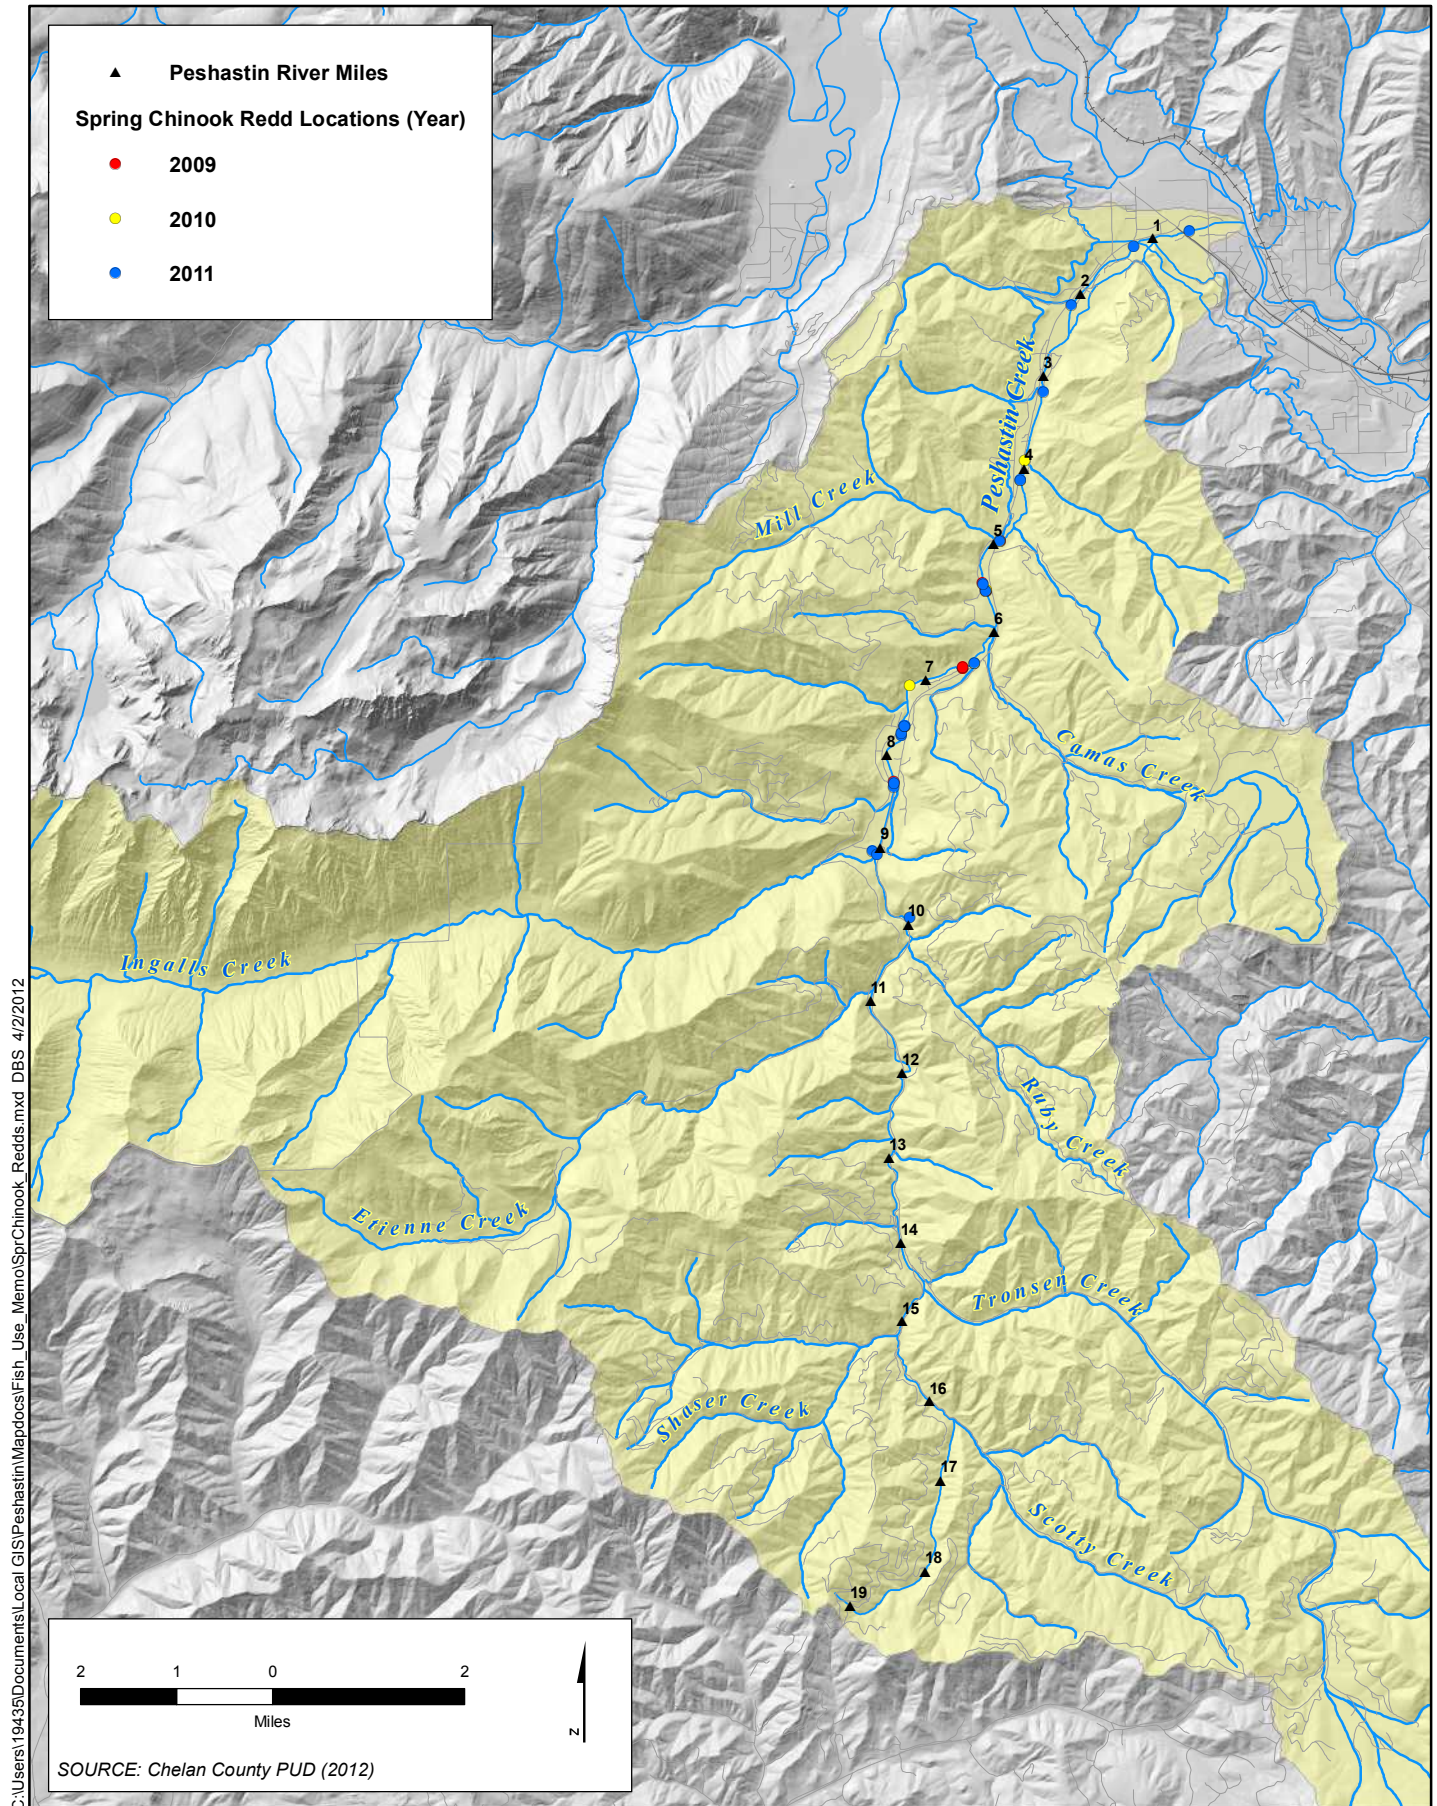 Peshastin River Miles
Spring Chinook Redd Locations (Year)
2009
2010
2011
1
2
3
Peshastin Creek
4
Mill Creek
5
6
7
Camas Creek
8
9
10
Ingalls Creek
11
12
Ruby Creek
13
Etienne Creek
14
Tronsen Creek
15
16
Shaser Creek
17
Scotty Creek
18
19
2 1 0 2
Miles
N
SOURCE: Chelan County PUD (2012)
C:\Users\19435\Documents\Local GIS\Peshastin\Mapdocs\Fish_Use_Memo\SprChinook_Redds.mxd DBS 4/2/2012